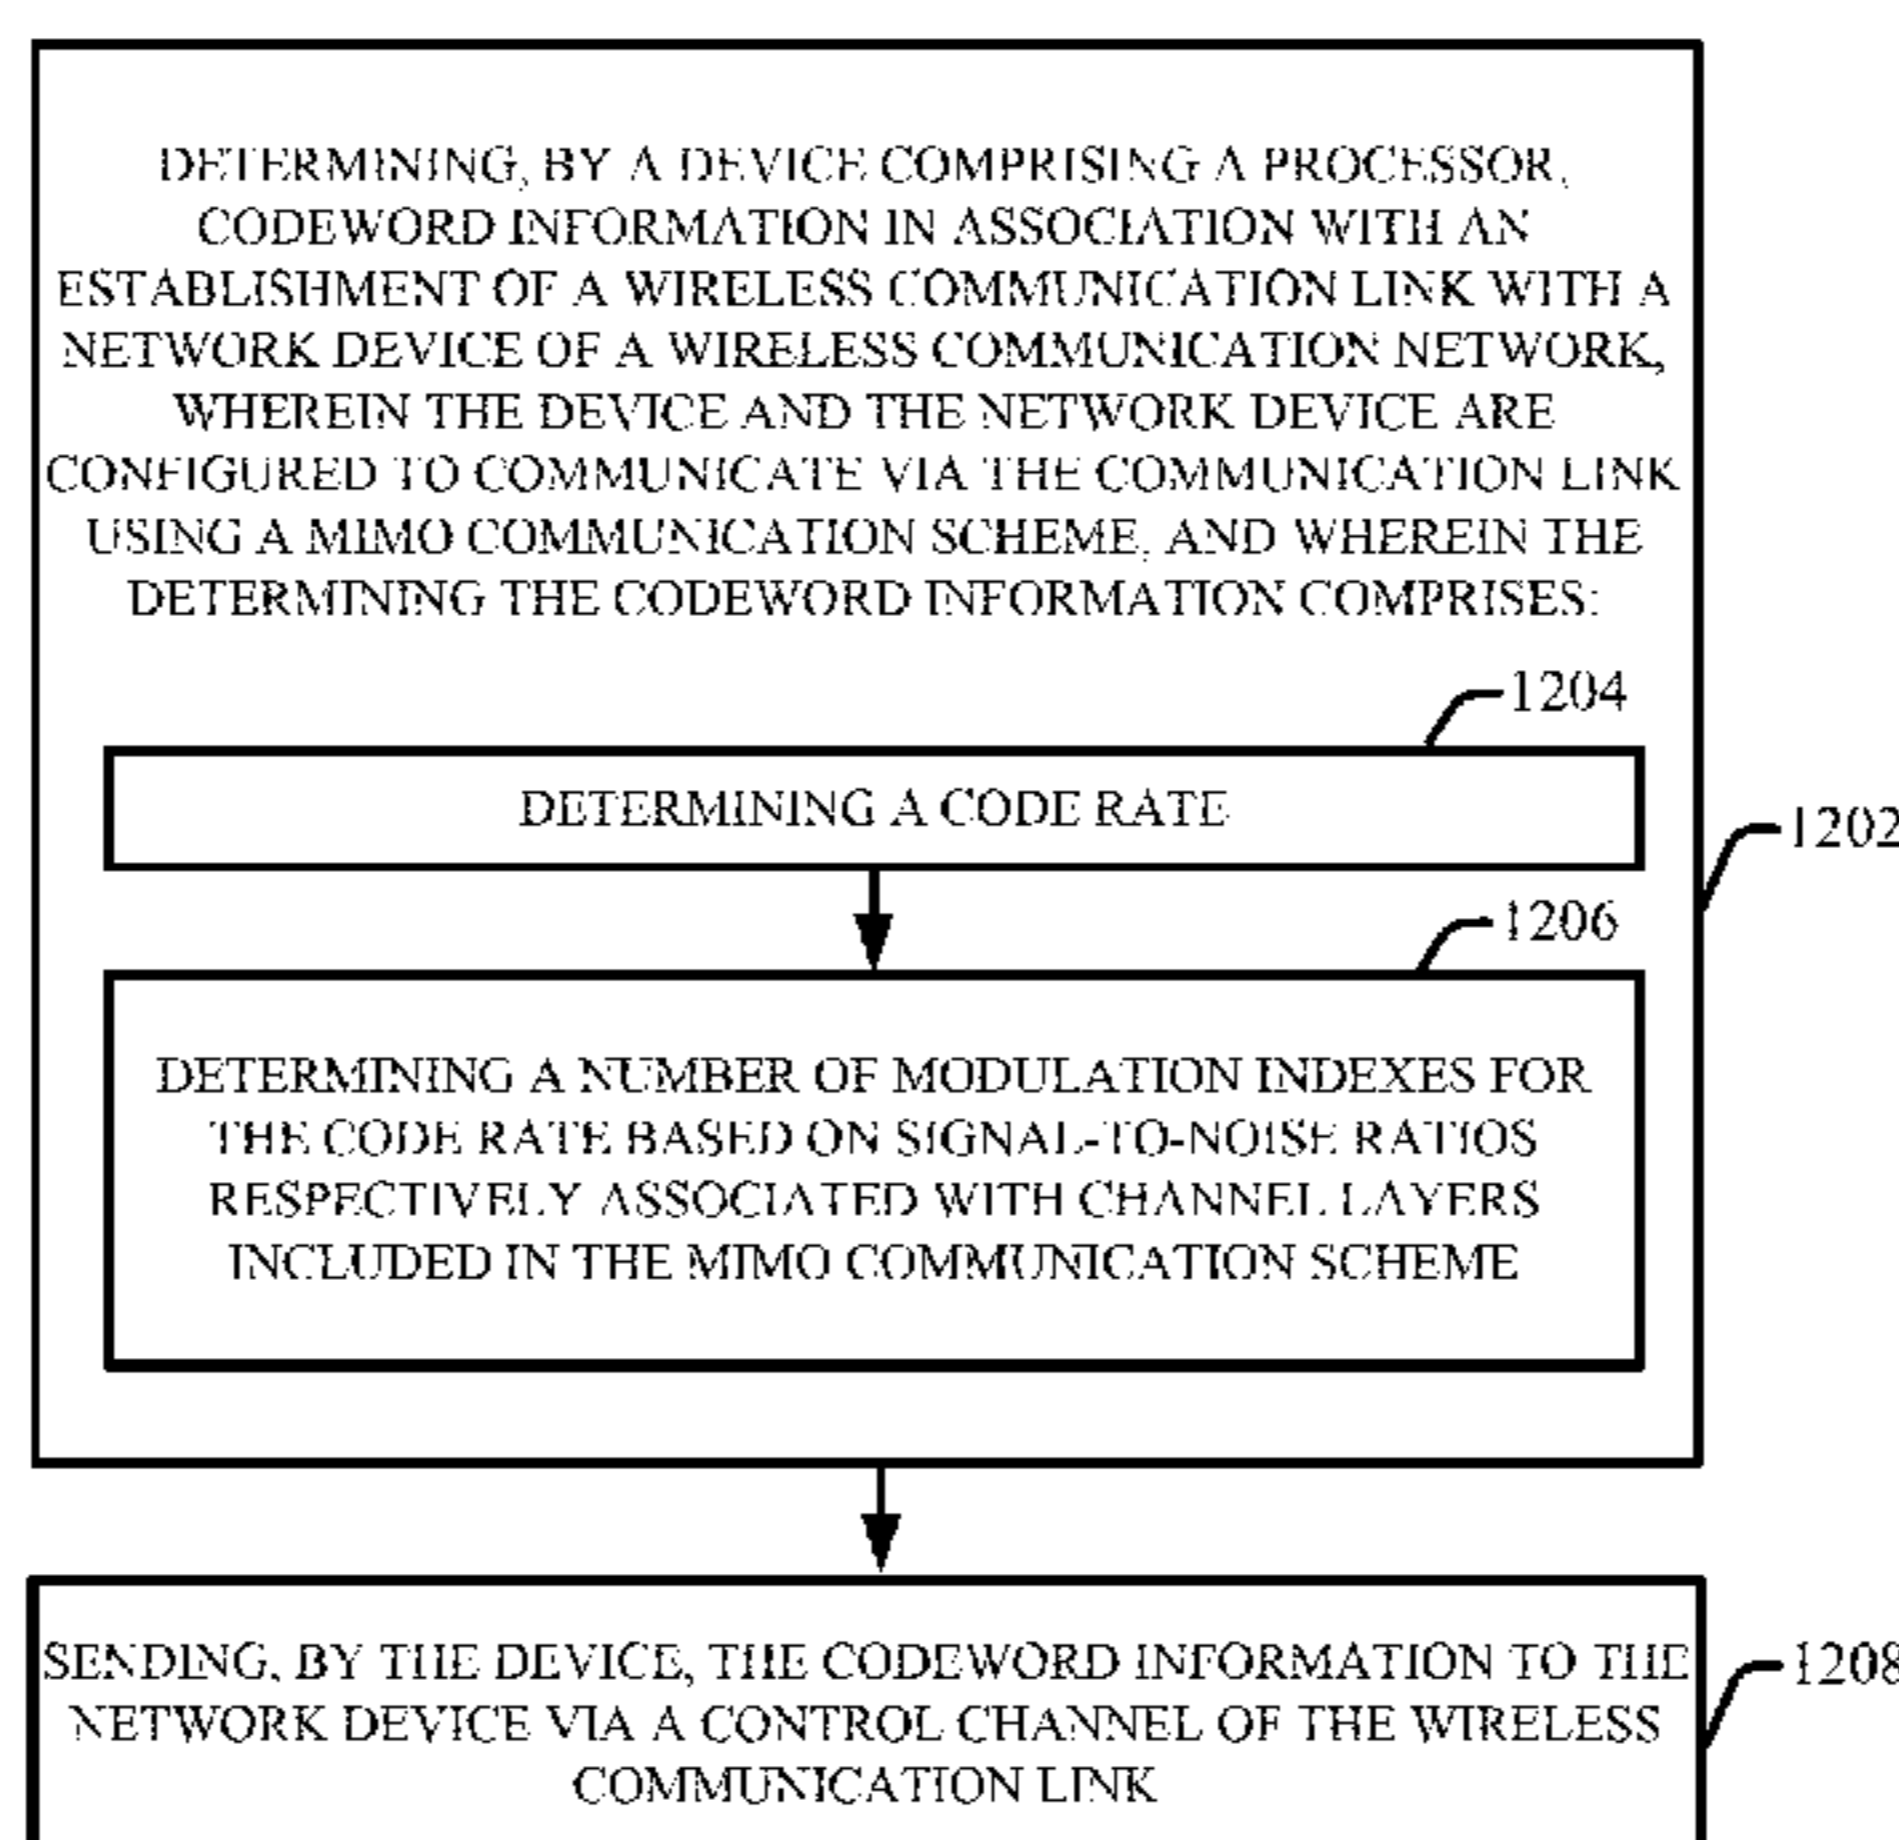 DETERMINING, BY A DEVICE COMPRISING A PROCESSOR,
CODEWORD INFORMATION IN ASSOCIATION WITH AN
ESTABLISHMENT OF A WIRELESS COMMUNICATION LINK WITH A
NETWORK DEVICE OF A WIRELESS COMMUNICATION NETWORK,
WHEREIN THE DEVICE AND THE NETWORK DEVICE ARE
CONFIGURED TO COMMUNICATE VIA THE COMMUNICATION LINK
USING A MIMO COMMUNICATION SCHEME, AND WHEREIN THE
DETERMINING THE CODEWORD INFORMATION COMPRISES:
1204
DETERMINING A CODE RATE
1202
1206
DETERMINING A NUMBER OF MODULATION INDEXES FOR
THE CODE RATE BASED ON SIGNAL-TO-NOISE RATIOS
RESPECTIVELY ASSOCIATED WITH CHANNEL LAYERS
INCLUDED IN THE MIMO COMMUNICATION SCHEME
SENDING, BY THE DEVICE, THE CODEWORD INFORMATION TO THE
NETWORK DEVICE VIA A CONTROL CHANNEL OF THE WIRELESS
COMMUNICATION LINK
1208